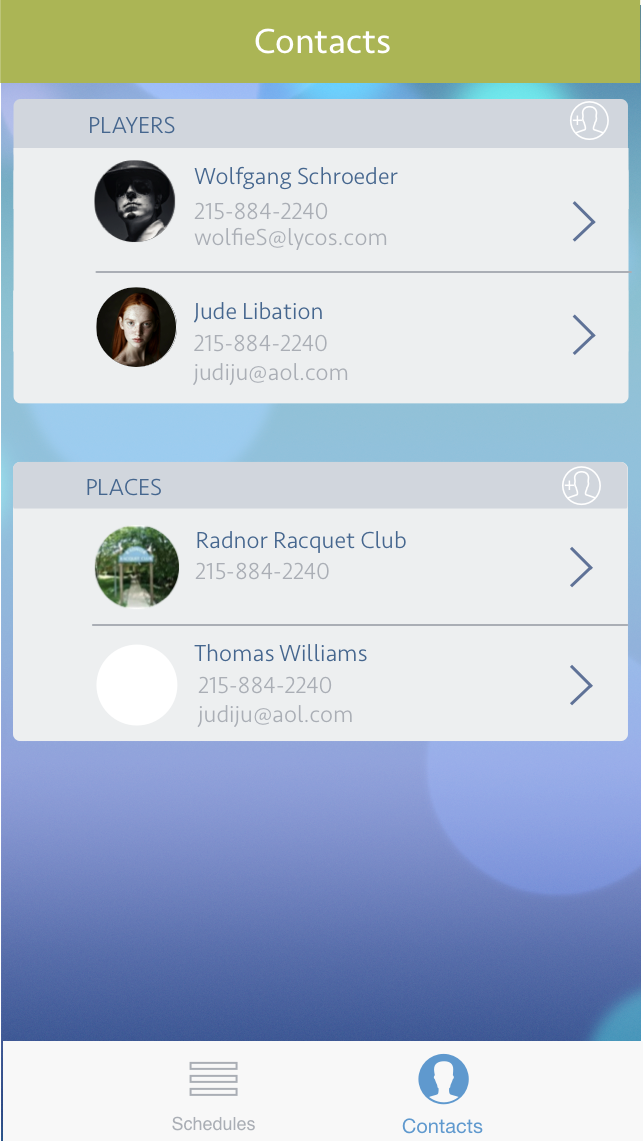 Contacts
PLAYERS
Wolfgang Schroeder
215-884-2240
wolfieS@lycos.com
Jude Libation
215-884-2240
judiju@aol.com
PLACES
Radnor Racquet Club
215-884-2240
Thomas Williams
215-884-2240
judiju@aol.com
Schedules
Contacts